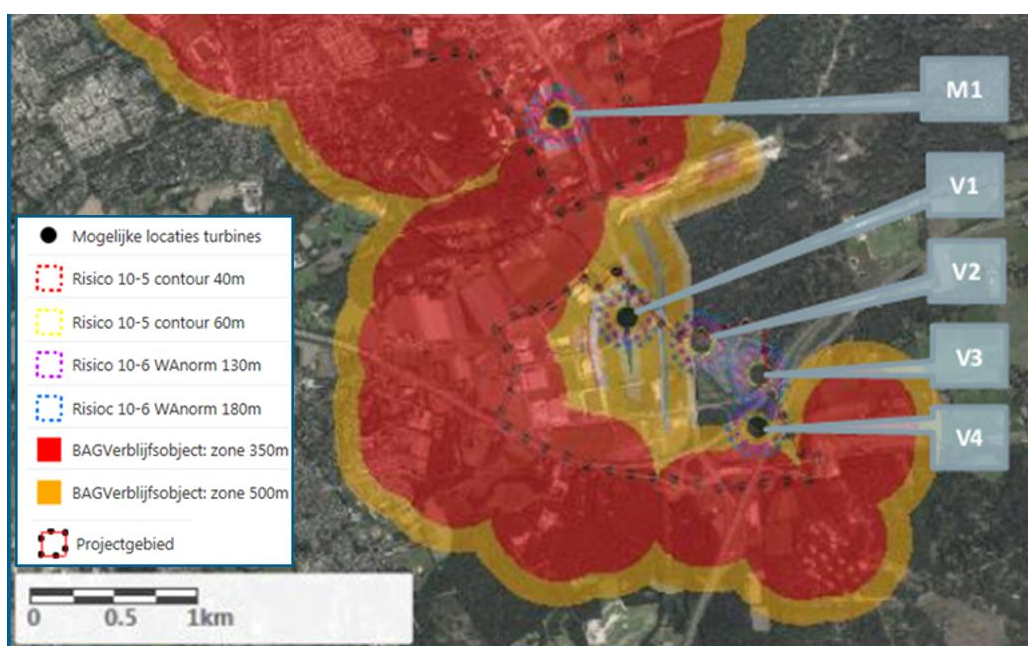 M1
V1
V2
V3
V4
Mogelijke locaties turbines
Risico 10-5 contour 40m
Risico 10-5 contour 60m
Risico 10-6 WAnorm 130m
Risioc 10-6 WAnorm 180m
BAGVerblijfsobject: zone 350m
BAGVerblijfsobject: zone 500m
Projectgebied
0 0.5 1km